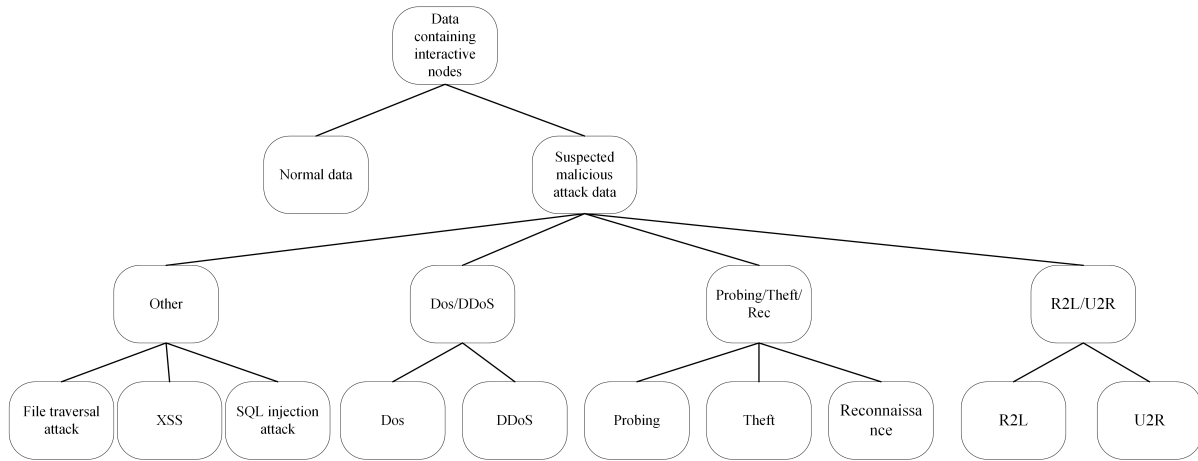 Data
containing
interactive
nodes
Normal data
Suspected
malicious
attack data
Other
Dos/DDoS
Probing/Theft/
Rec
R2L/U2R
File traversal
attack
XSS
SQL injection
attack
Dos
DDoS
Probing
Theft
Reconnaissa
nce
R2L
U2R